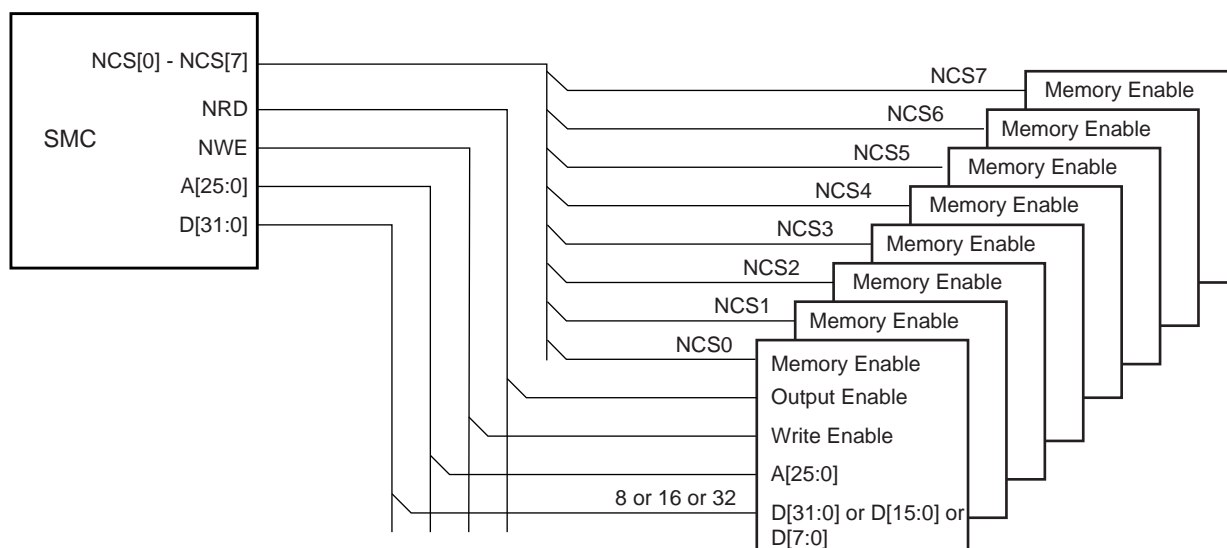 NCS[0] - NCS[7]
NRD
SMC
NWE
A[25:0]
D[31:0]
NCS7
Memory Enable
NCS6
Memory Enable
NCS5
Memory Enable
NCS4
Memory Enable
NCS3
Memory Enable
NCS2
Memory Enable
NCS1
Memory Enable
NCS0
Memory Enable
Output Enable
Write Enable
A[25:0]
8 or 16 or 32
D[31:0] or D[15:0] or
D[7:0]